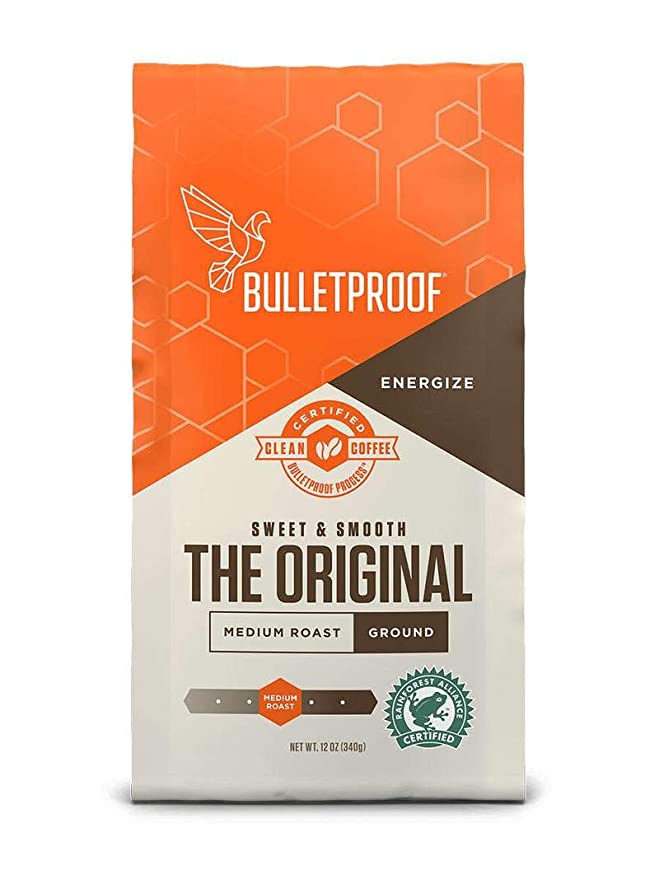 BULLETPROOF®
ENERGIZE
CERTIFIED
CLEAN COFFEE
BULLETPROOF PROCESS™
SWEET & SMOOTH
THE ORIGINAL
MEDIUM ROAST GROUND
MEDIUM
ROAST
RAINFOREST ALLIANCE
CERTIFIED
NET WT. 12 OZ (340g)